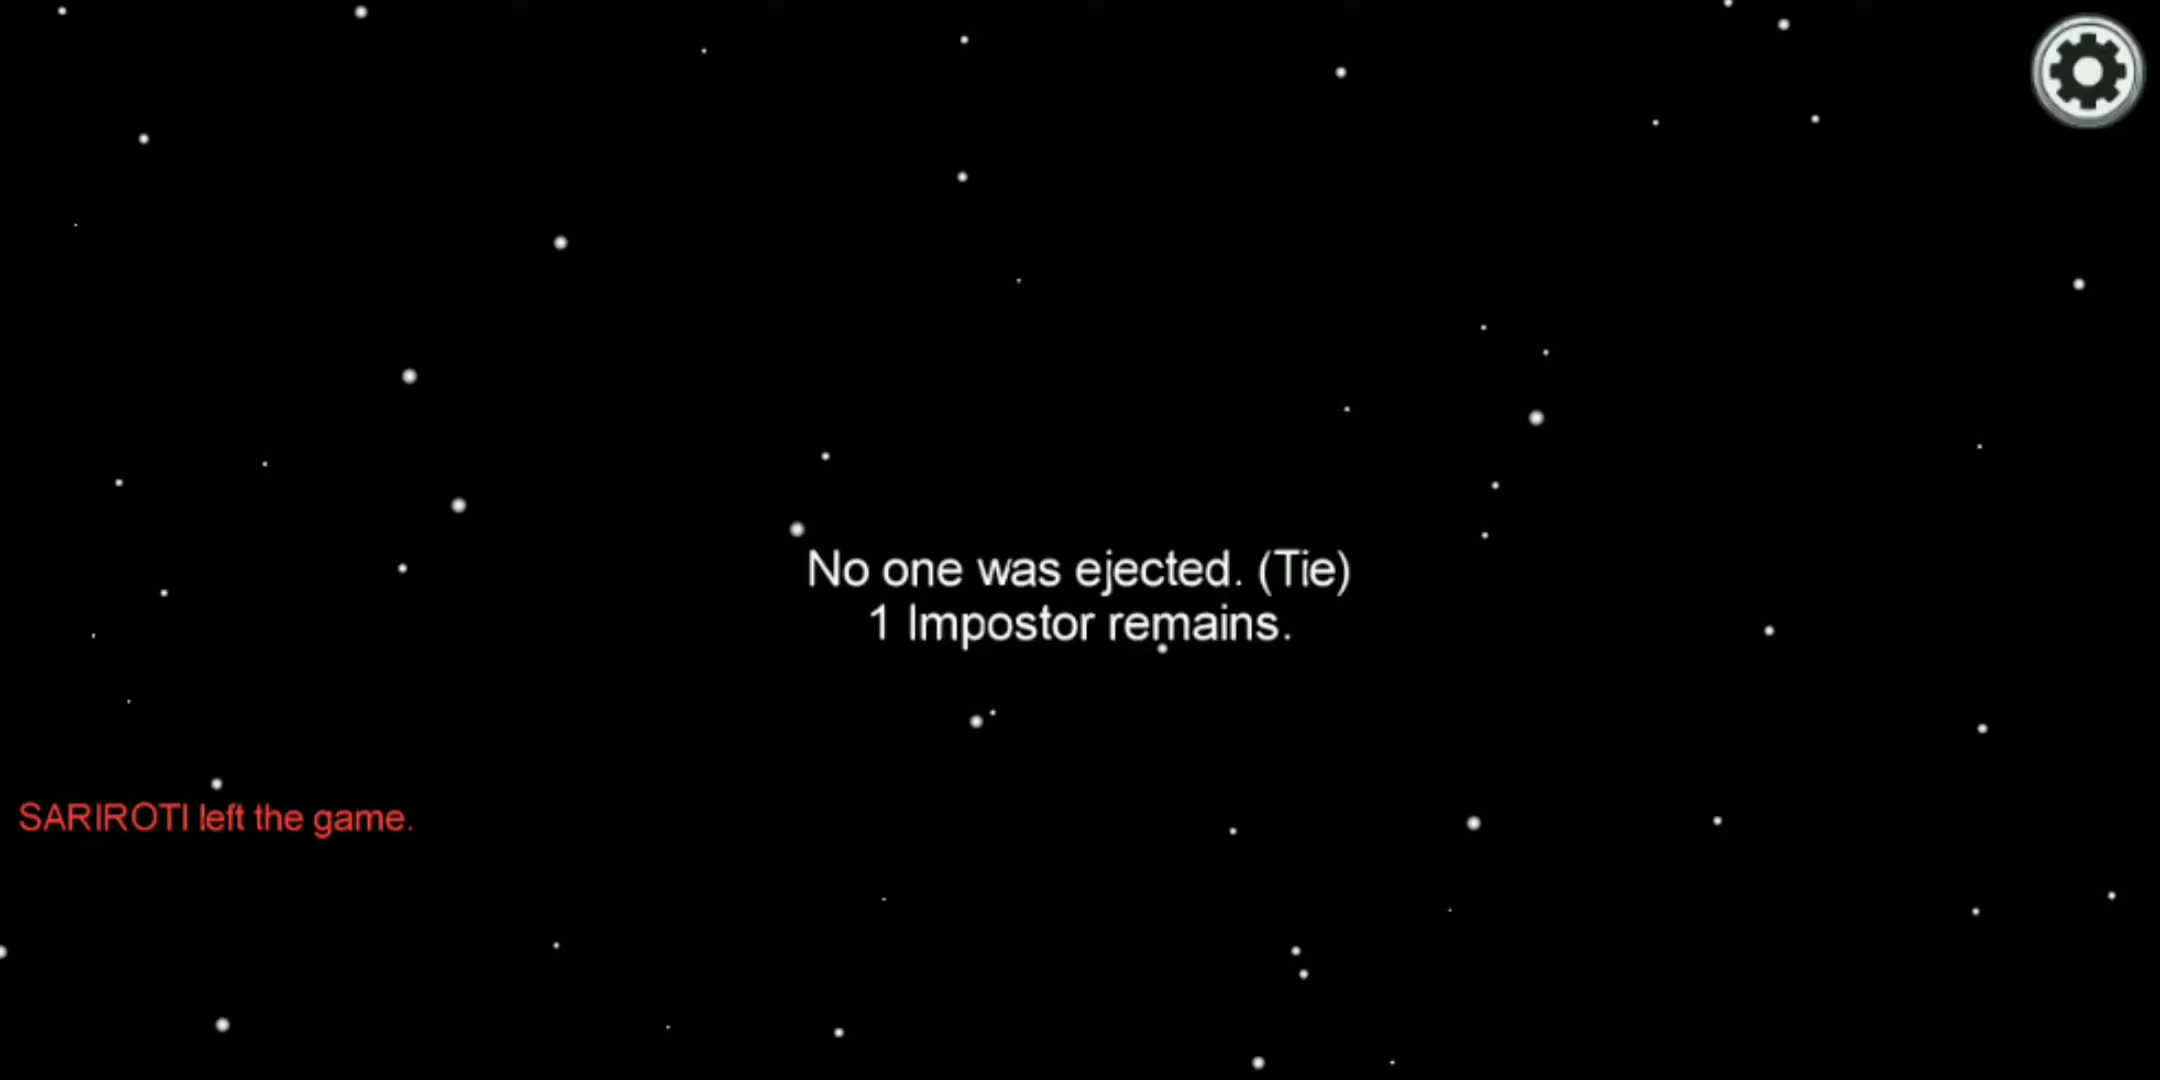 No one was ejected. (Tie)
1 Impostor remains.
SARIROTI left the game.